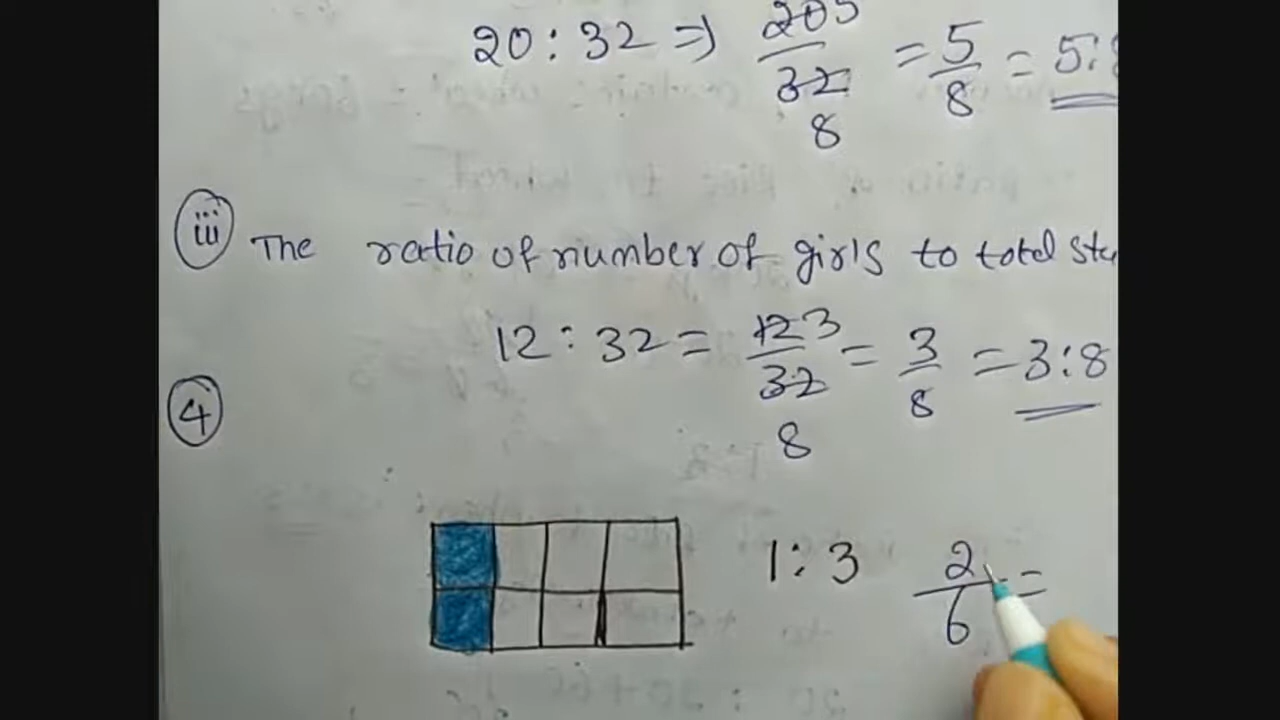 20 : 32 => 20 5 / 32 8 = 5/8 = 5:8
iii The ratio of number of girls to total
12 : 32 = 12 3 / 32 8 = 3/8 = 3:8
4
1 : 3 2/6 =